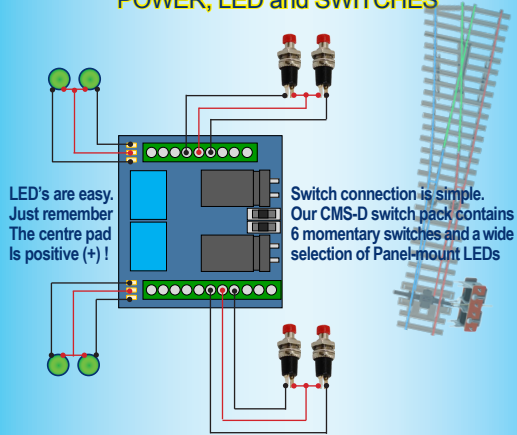 POWER, LED and SWITCHES
LED's are easy.
Just remember
The centre pad
Is positive (+) !
Switch connection is simple.
Our CMS-D switch pack contains
6 momentary switches and a wide
selection of Panel-mount LEDs